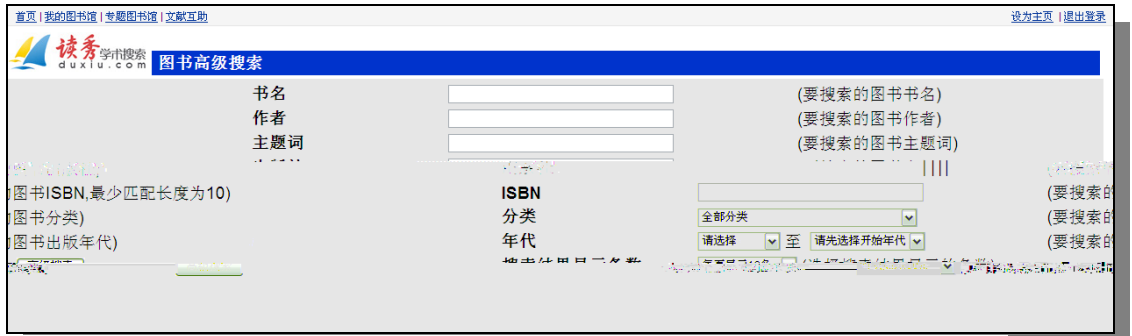 首页 | 我的图书馆 | 专题图书馆 | 文献互助 设为主页 | 退出登录
读秀学术搜索
duxiu.com
图书高级搜索
书名 (要搜索的图书书名)
作者 (要搜索的图书作者)
主题词 (要搜索的图书主题词)
图书ISBN,最少匹配长度为10) ISBN (要搜索的
图书分类) 分类 全部分类 (要搜索的
图书出版年代) 年代 请选择 至 请先选择开始年代 (要搜索的